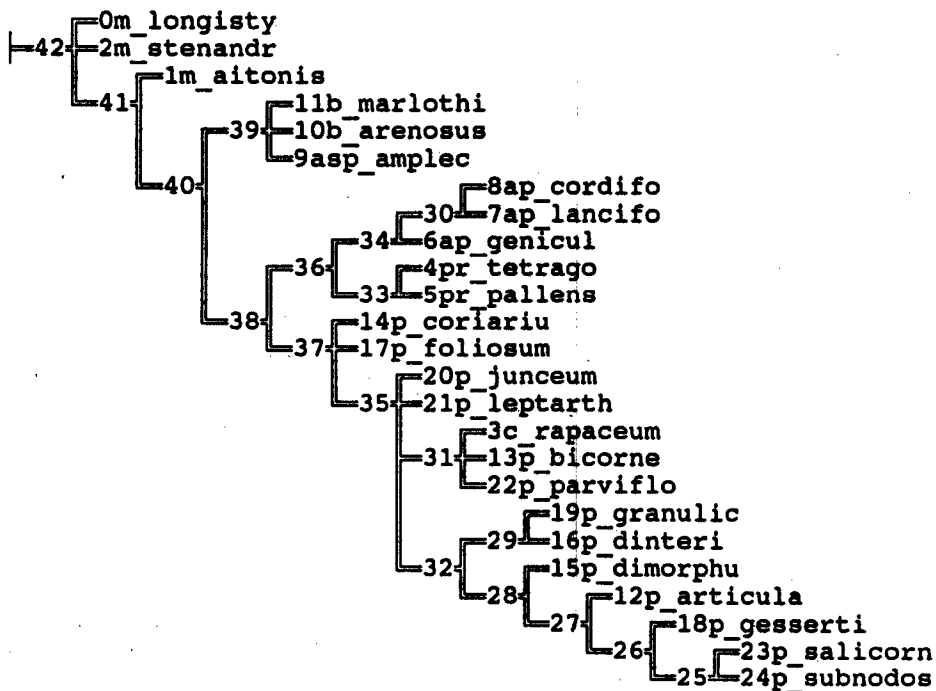 0m_longisty
42 2m_stenandr
1m_aitonis
41
11b_marlothi
39 10b_arenosus
9asp_amplec
40 8ap_cordifo
30 7ap_lancifo
34 6ap_genicul
36 4pr_tetrago
33 5pr_pallens
38 14p_coriariu
37 17p_foliosum
20p_junceum
35 21p_leptarth
3c_rapaceum
31 13p_bicorne
22p_parviflo
19p_granulic
29 16p_dinteri
32 15p_dimorphu
28 12p_articula
27 18p_gesserti
26 23p_salicorn
25 24p_subnodos